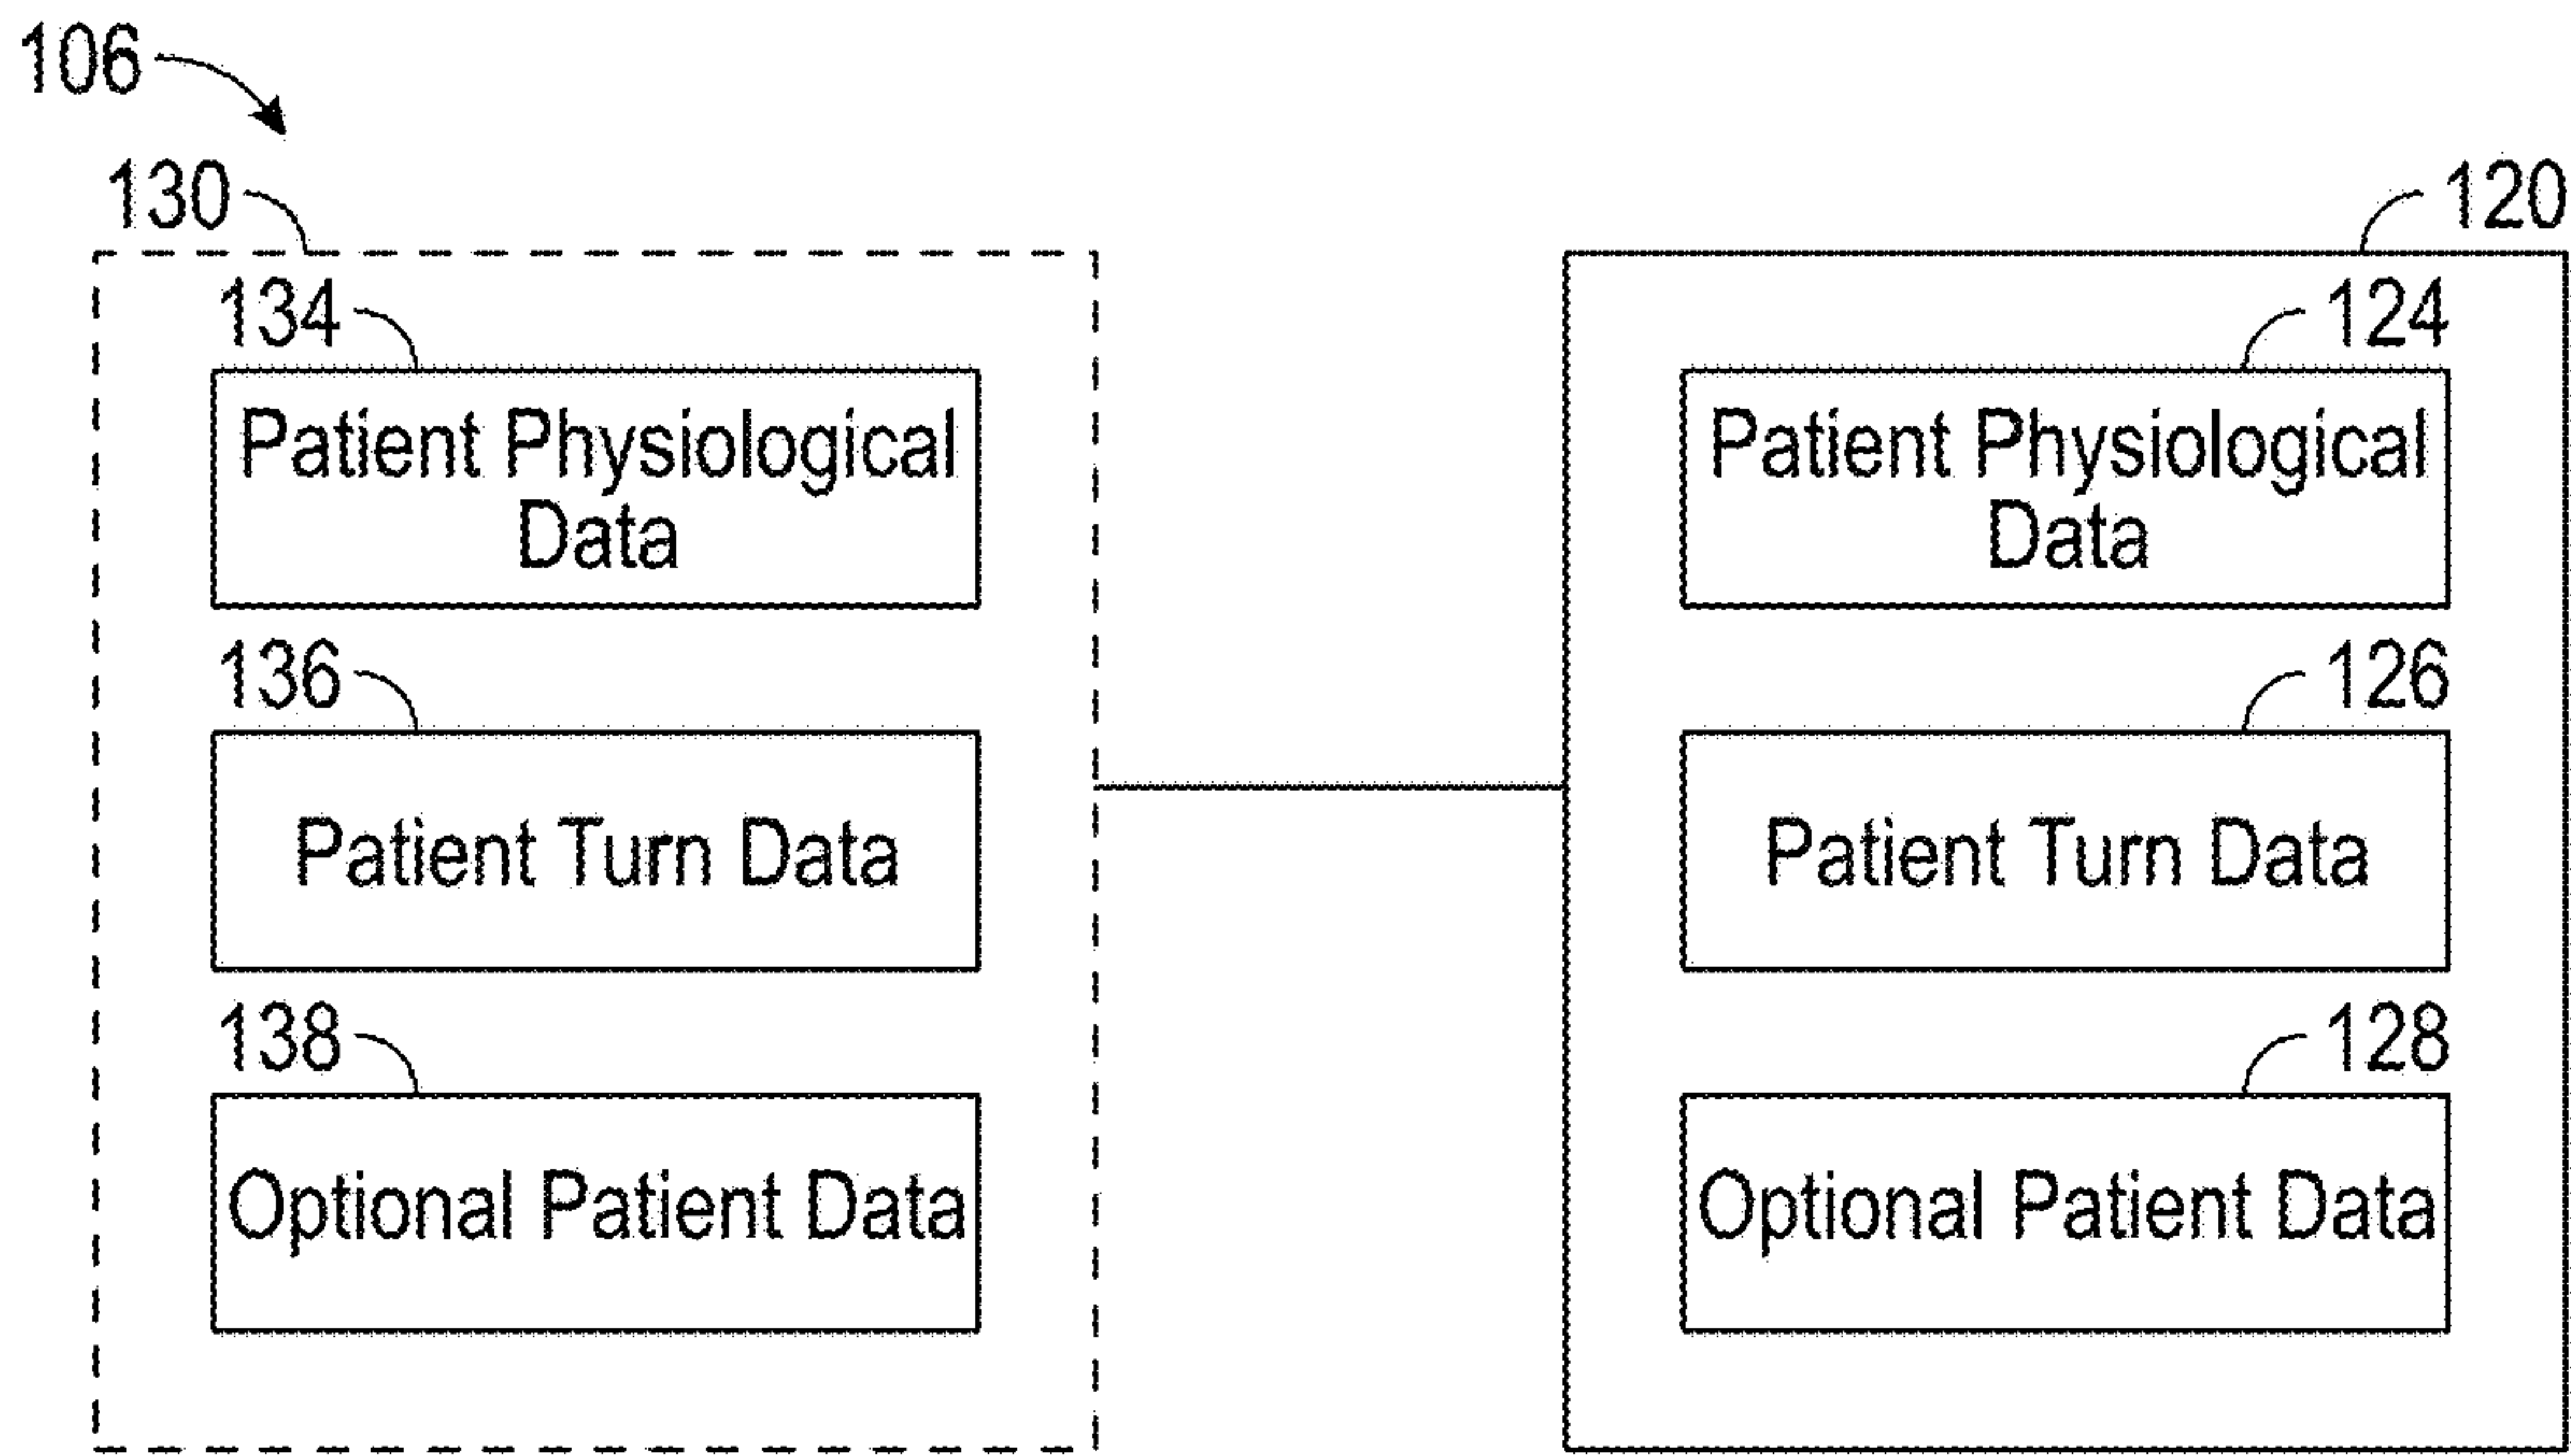 106
130
120
134
Patient Physiological
Data
124
Patient Physiological
Data
136
Patient Turn Data
126
Patient Turn Data
138
Optional Patient Data
128
Optional Patient Data